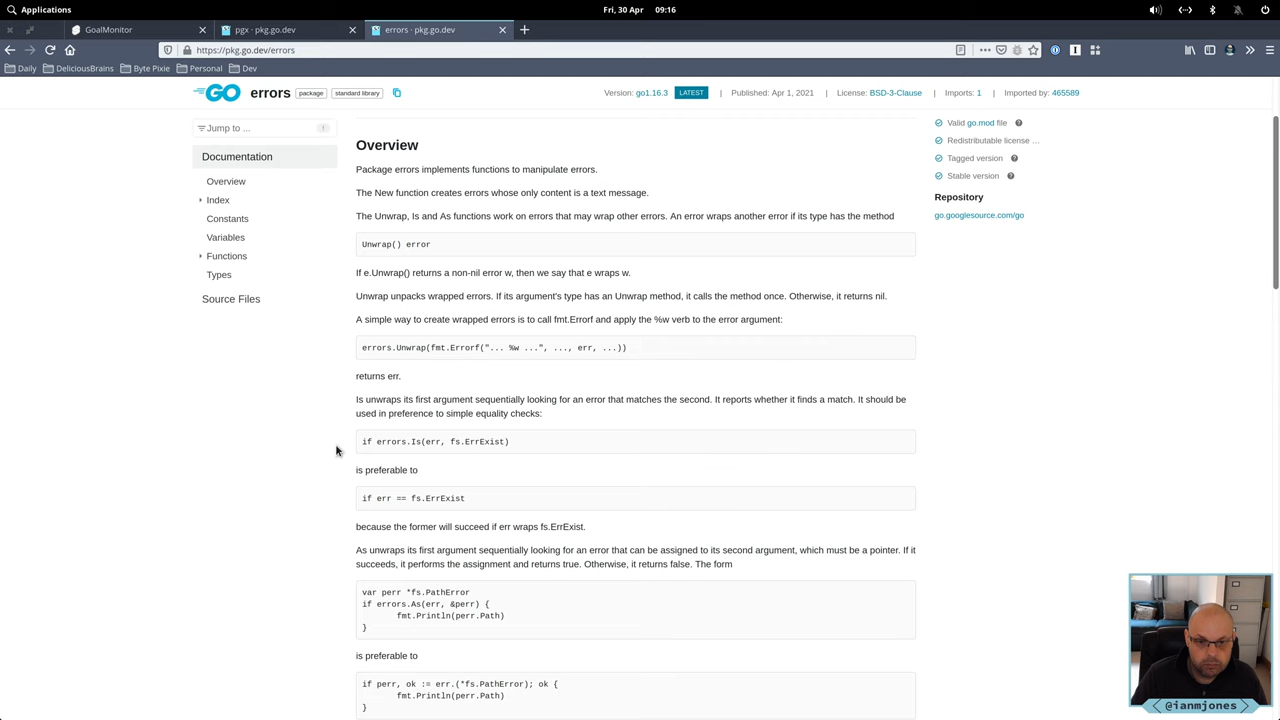 Applications
Fri, 30 Apr 09:16
GoalMonitor
pgx · pkg.go.dev
errors · pkg.go.dev
https://pkg.go.dev/errors
Daily DeliciousBrains Byte Pixie Personal Dev
GO errors package standard library
Version: go1.16.3 LATEST | Published: Apr 1, 2021 | License: BSD-3-Clause | Imports: 1 | Imported by: 465589
Jump to ...
Documentation
Overview
Index
Constants
Variables
Functions
Types
Source Files
Overview
Package errors implements functions to manipulate errors.
The New function creates errors whose only content is a text message.
The Unwrap, Is and As functions work on errors that may wrap other errors. An error wraps another error if its type has the method
Unwrap() error
If e.Unwrap() returns a non-nil error w, then we say that e wraps w.
Unwrap unpacks wrapped errors. If its argument's type has an Unwrap method, it calls the method once. Otherwise, it returns nil.
A simple way to create wrapped errors is to call fmt.Errorf and apply the %w verb to the error argument:
errors.Unwrap(fmt.Errorf("... %w ...", ..., err, ...))
returns err.
Is unwraps its first argument sequentially looking for an error that matches the second. It reports whether it finds a match. It should be
used in preference to simple equality checks:
if errors.Is(err, fs.ErrExist)
is preferable to
if err == fs.ErrExist
because the former will succeed if err wraps fs.ErrExist.
As unwraps its first argument sequentially looking for an error that can be assigned to its second argument, which must be a pointer. If it
succeeds, it performs the assignment and returns true. Otherwise, it returns false. The form
var perr *fs.PathError
if errors.As(err, &perr) {
fmt.Println(perr.Path)
}
is preferable to
if perr, ok := err.(*fs.PathError); ok {
fmt.Println(perr.Path)
}
Valid go.mod file
Redistributable license ...
Tagged version
Stable version
Repository
go.googlesource.com/go
@ianmjones